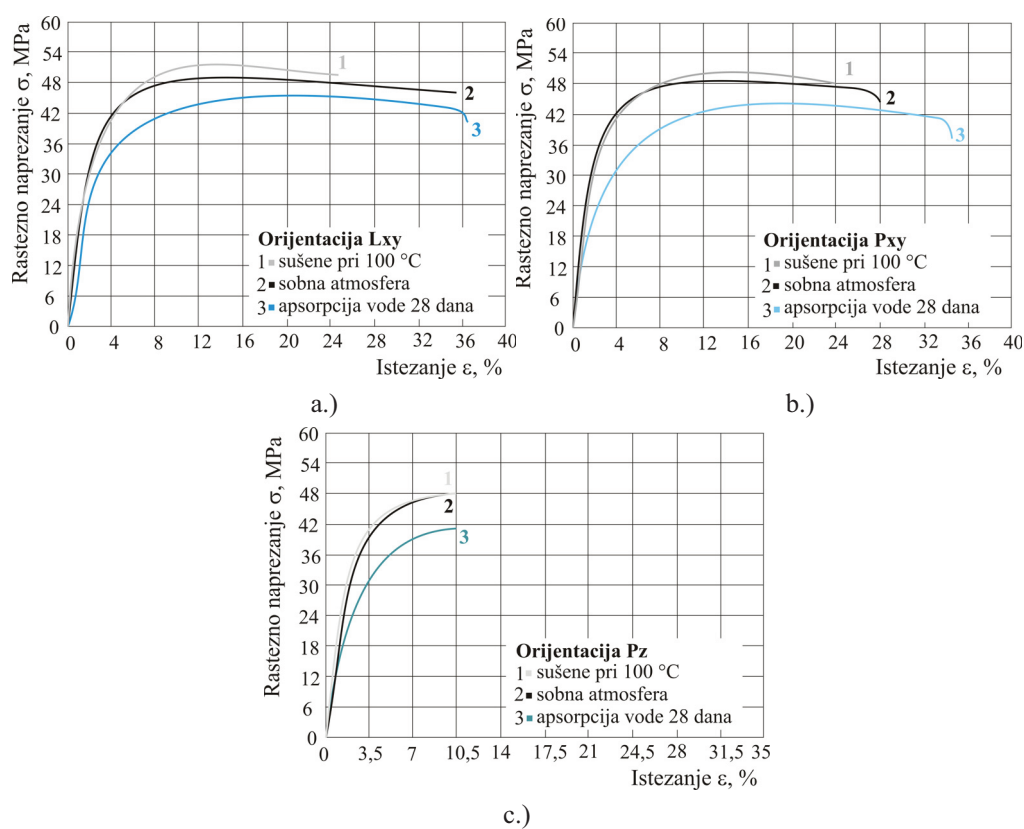 Rastezno naprezanje σ, MPa
60
54
48
42
36
30
24
18
12
6
0
1
2
3
Orijentacija Lxy
1 sušene pri 100 °C
2 sobna atmosfera
3 apsorpcija vode 28 dana
0 4 8 12 16 20 24 28 32 36 40
Istezanje ε, %
a.)
Rastezno naprezanje σ, MPa
60
54
48
42
36
30
24
18
12
6
0
1
2
3
Orijentacija Pxy
1 sušene pri 100 °C
2 sobna atmosfera
3 apsorpcija vode 28 dana
0 4 8 12 16 20 24 28 32 36 40
Istezanje ε, %
b.)
Rastezno naprezanje σ, MPa
60
54
48
42
36
30
24
18
12
6
0
1
2
3
Orijentacija Pz
1 sušene pri 100 °C
2 sobna atmosfera
3 apsorpcija vode 28 dana
0 3,5 7 10,5 14 17,5 21 24,5 28 31,5 35
Istezanje ε, %
c.)